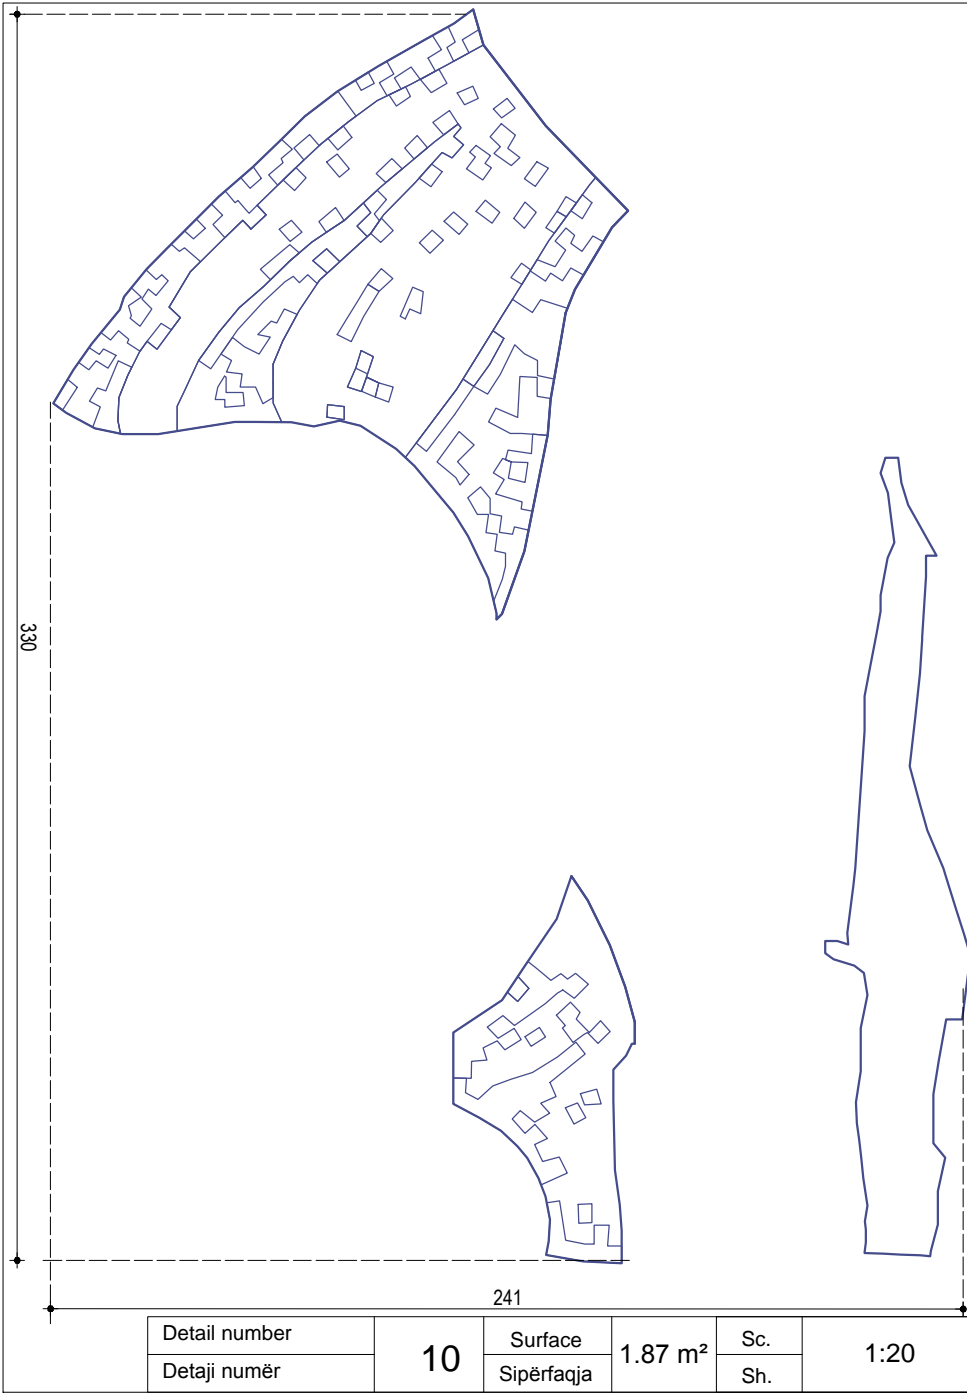 330
241
Detail number
Detaji numër
10
Surface
Sipërfaqja
1.87 m²
Sc.
Sh.
1:20